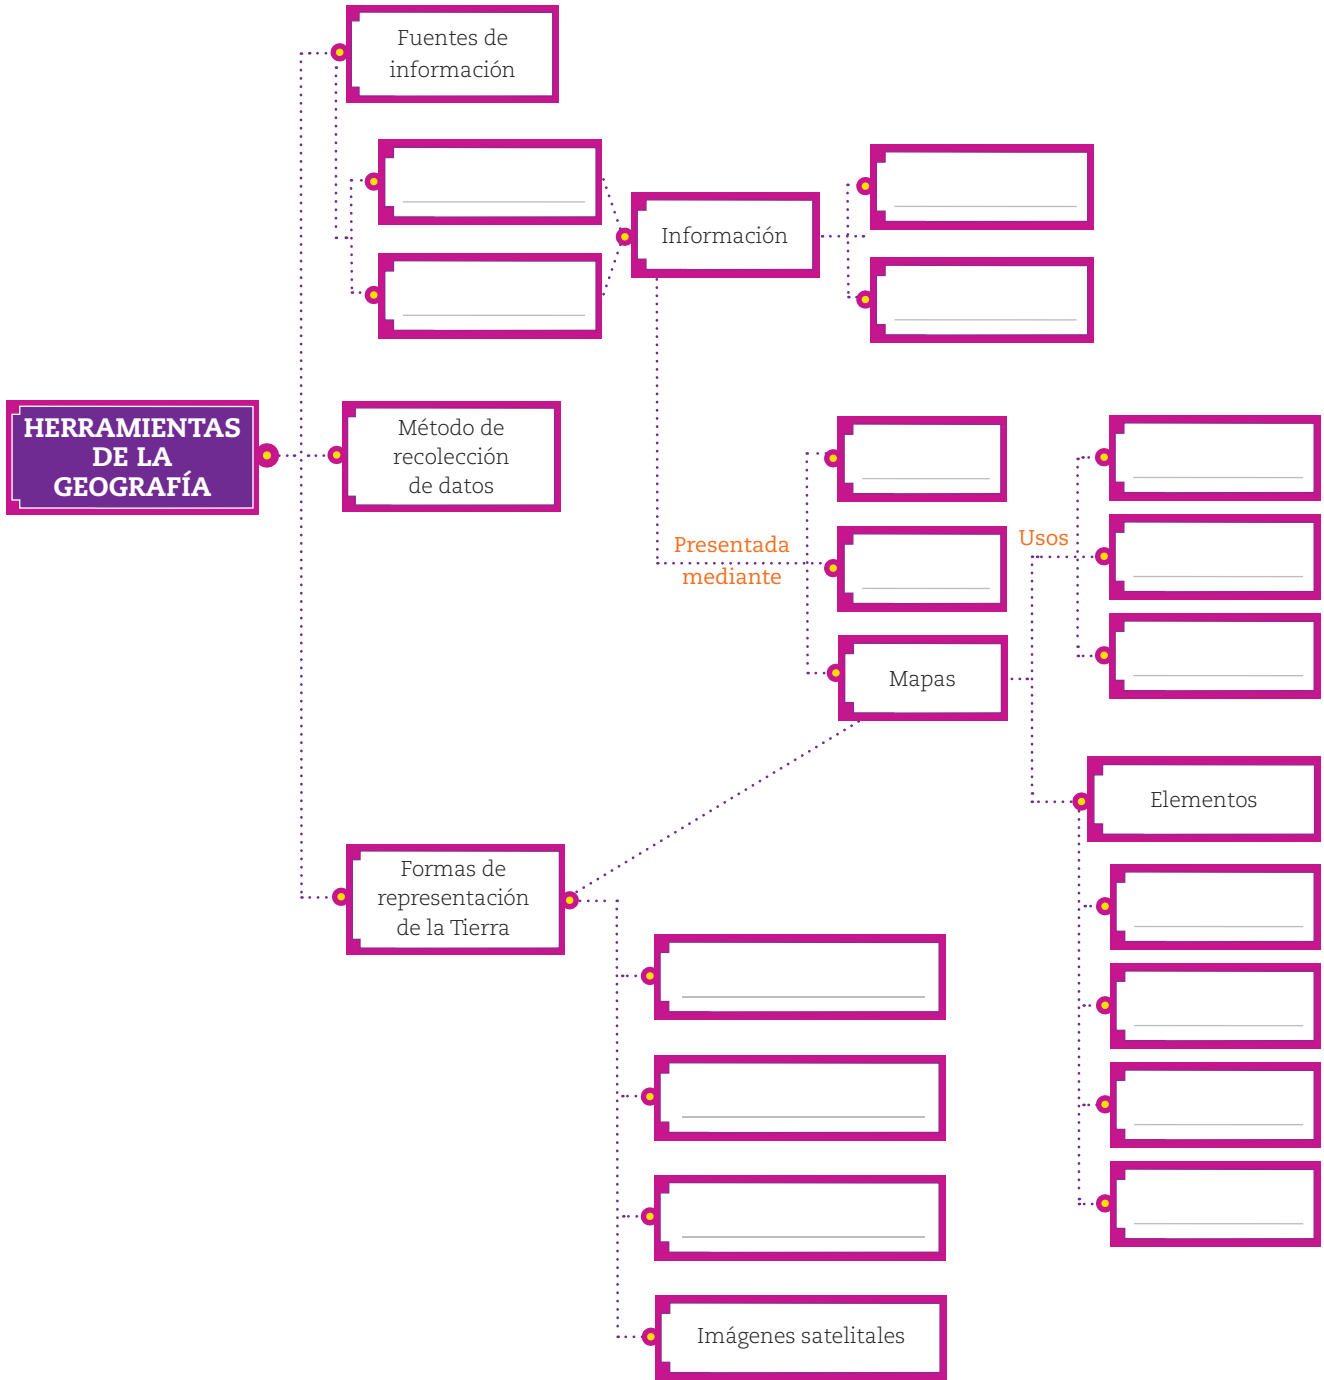 Fuentes de
información
Información
HERRAMIENTAS
DE LA
GEOGRAFÍA
Método de
recolección
de datos
Presentada
mediante
Usos
Mapas
Elementos
Formas de
representación
de la Tierra
Imágenes satelitales